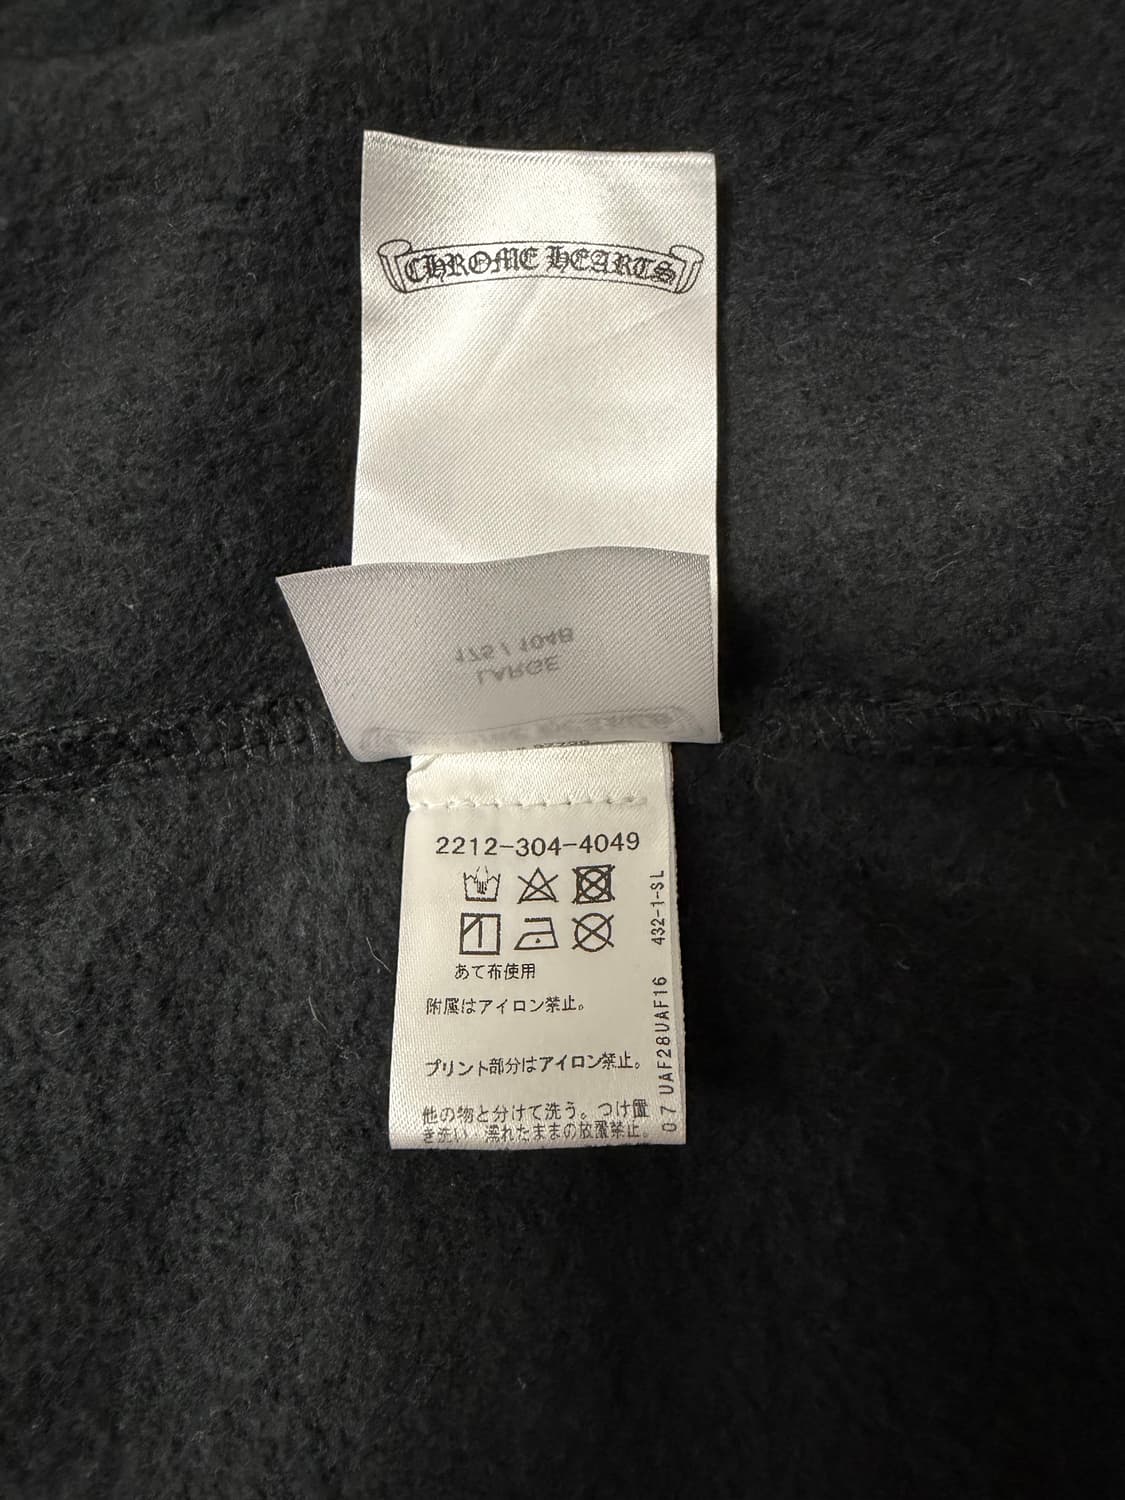 CHROME HEARTS
175 / 104B
LARGE
2212-304-4049
あて布使用
附属はアイロン禁止。
プリント部分はアイロン禁止。
他の物と分けて洗う。つけ置
き洗い、濡れたままの放置禁止。
07 UAF28UAF16 432-1-SL